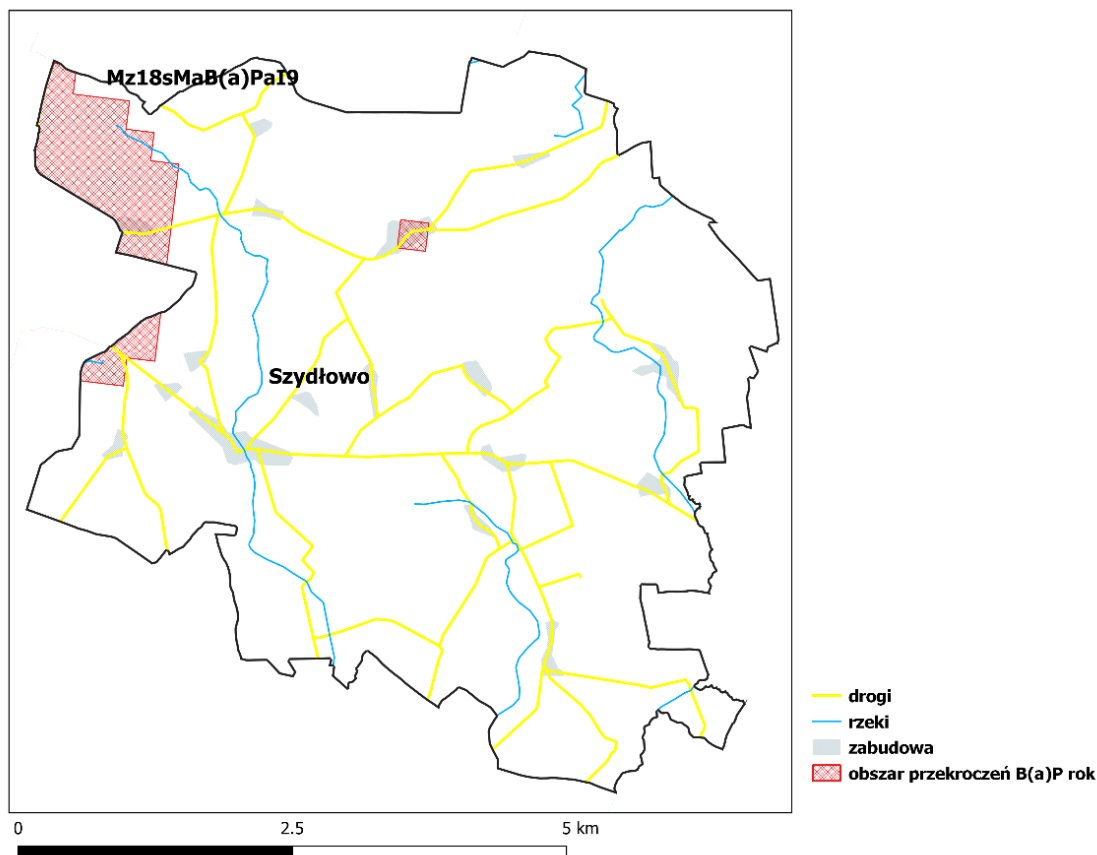 Mz18sMaB(a)PaI9
Szydłowo
drogi
rzeki
zabudowa
obszar przekroczeń B(a)P rok
0 2.5 5 km